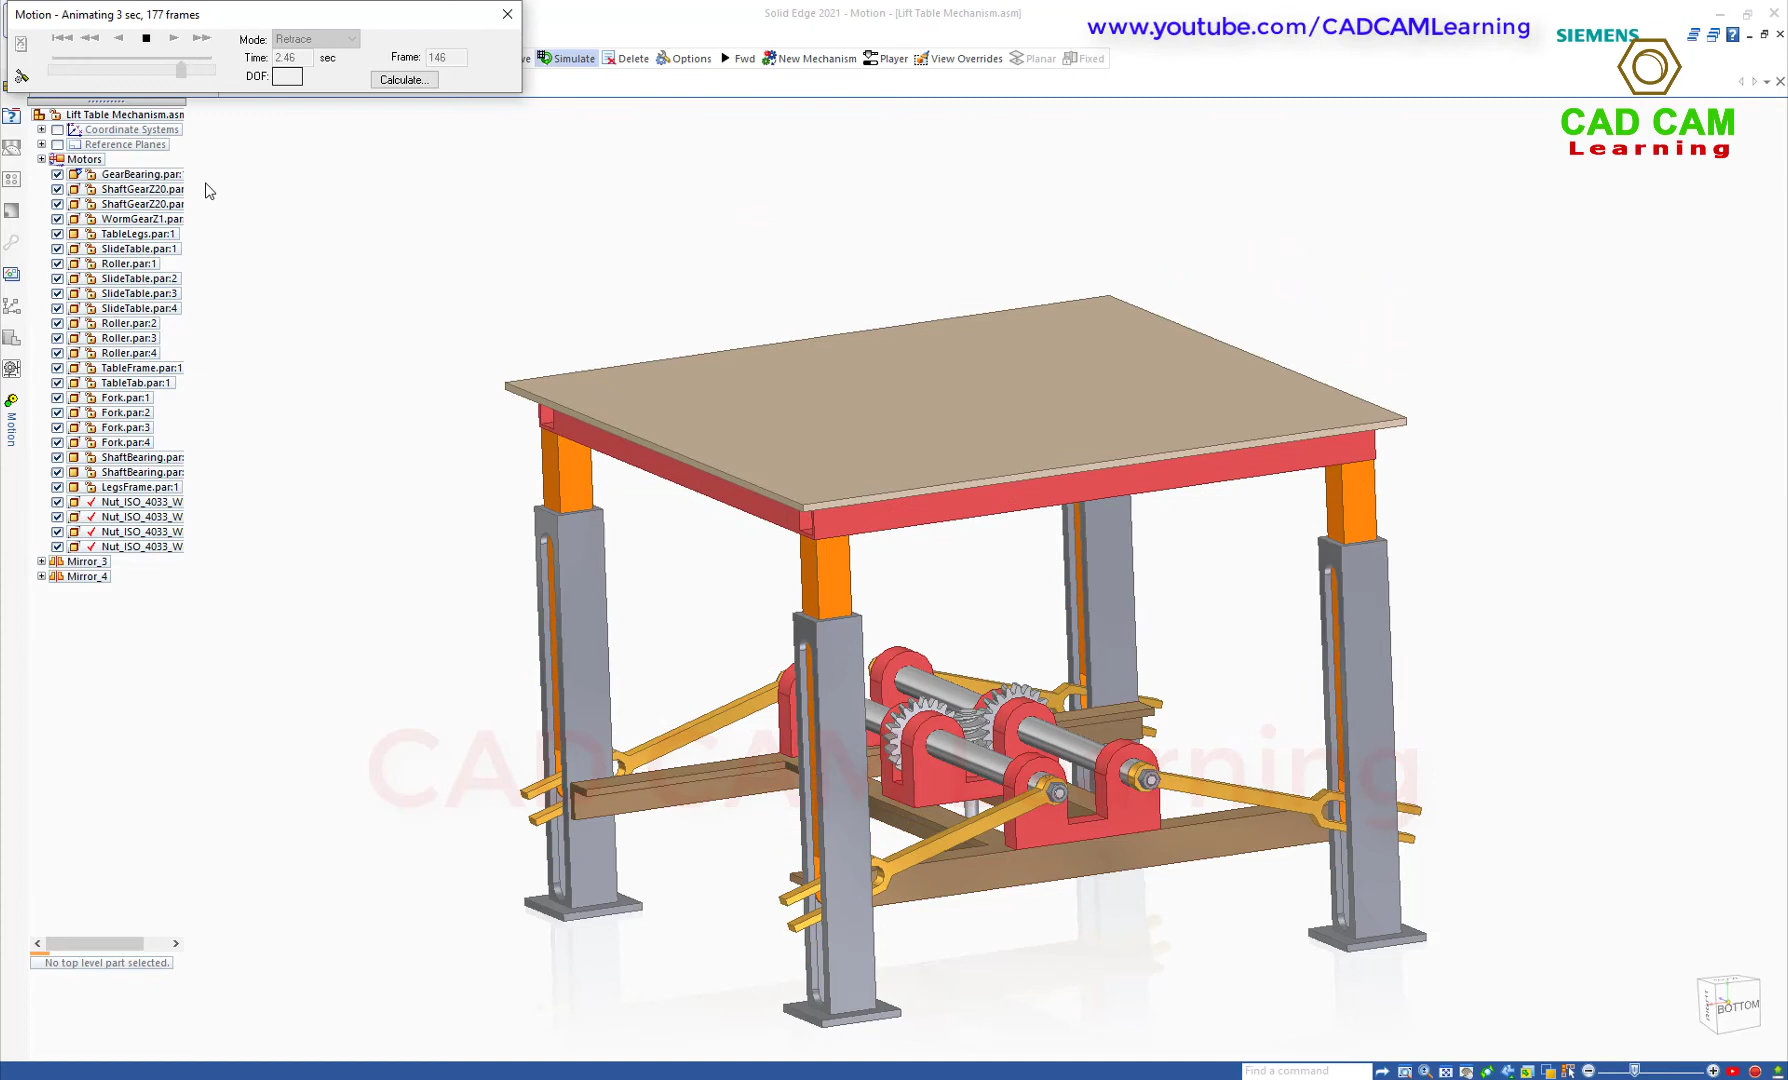 Motion - Animating 3 sec, 177 frames
Solid Edge 2021 - Motion - [Lift Table Mechanism.asm]
www.youtube.com/CADCAMLearning
SIEMENS
Mode: Retrace
Time: 2.46 sec Frame: 146
DOF: Calculate...
ve Simulate Delete Options Fwd New Mechanism Player View Overrides Planar Fixed
CAD CAM
Learning
Lift Table Mechanism.asm
Coordinate Systems
Reference Planes
Motors
GearBearing.par:
ShaftGearZ20.par
ShaftGearZ20.par
WormGearZ1.par
TableLegs.par:1
SlideTable.par:1
Roller.par:1
SlideTable.par:2
SlideTable.par:3
SlideTable.par:4
Roller.par:2
Roller.par:3
Roller.par:4
TableFrame.par:1
TableTab.par:1
Fork.par:1
Fork.par:2
Fork.par:3
Fork.par:4
ShaftBearing.par:
ShaftBearing.par:
LegsFrame.par:1
Nut_ISO_4033_W
Nut_ISO_4033_W
Nut_ISO_4033_W
Nut_ISO_4033_W
Mirror_3
Mirror_4
Motion
CAD CAM Learning
No top level part selected.
BOTTOM
Find a command